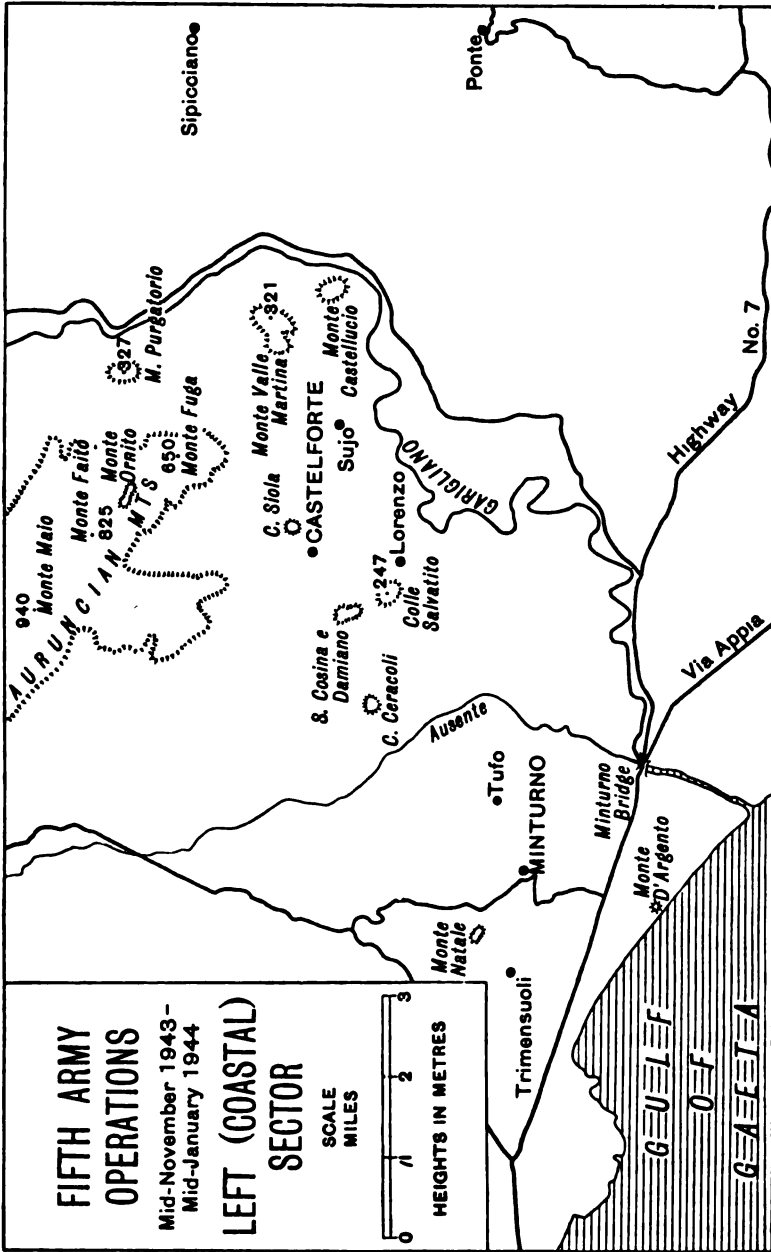 FIFTH ARMY
OPERATIONS
Mid-November 1943-
Mid-January 1944
LEFT (COASTAL)
SECTOR
SCALE
MILES
0 1 2 3
HEIGHTS IN METRES
940
Monte Maio
AURUNCIAN MTS
Monte Faito
825
Monte
Ornito
650
Monte Fuga
327
M. Purgatorio
Sipicciano
C. Siola
Monte Valle
Martina
321
CASTELFORTE
Sujo
Monte
Castellucio
S. Cosina e
Damiano
C. Ceracoli
247
Colle
Salvatito
Lorenzo
GARIGLIANO
Ausente
Ponte
Monte
Natale
Tufo
MINTURNO
Trimensuoli
Minturno
Bridge
Monte
D'Argento
Via Appia
Highway
No. 7
GULF
OF
GAETA